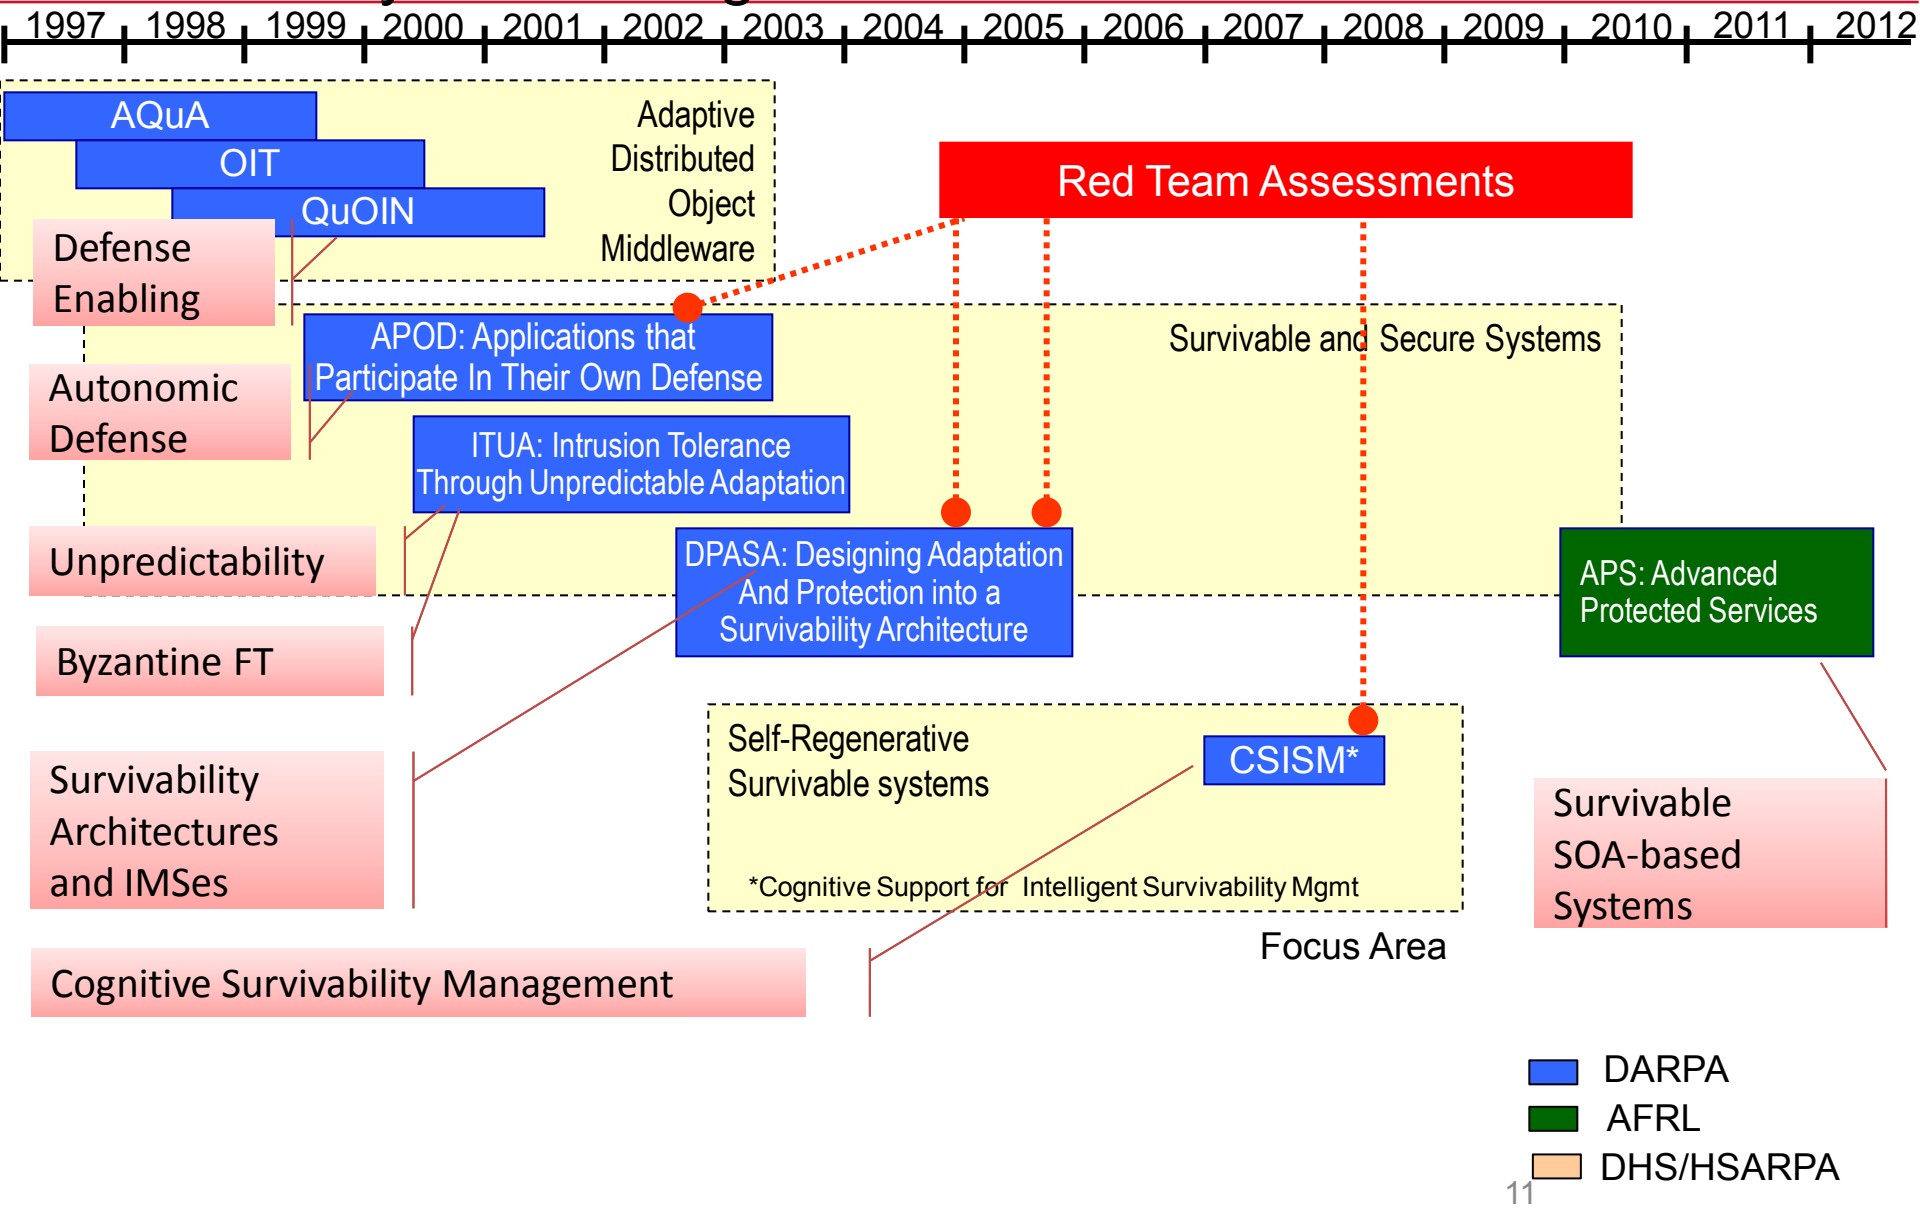 1997 1998 1999 2000 2001 2002 2003 2004 2005 2006 2007 2008 2009 2010 2011 2012
AQuA
OIT
QuOIN
Adaptive
Distributed
Object
Middleware
Red Team Assessments
Defense
Enabling
APOD: Applications that
Participate In Their Own Defense
Survivable and Secure Systems
Autonomic
Defense
ITUA: Intrusion Tolerance
Through Unpredictable Adaptation
Unpredictability
DPASA: Designing Adaptation
And Protection into a
Survivability Architecture
APS: Advanced
Protected Services
Byzantine FT
Self-Regenerative
Survivable systems
CSISM*
*Cognitive Support for Intelligent Survivability Mgmt
Survivability
Architectures
and IMSes
Survivable
SOA-based
Systems
Focus Area
Cognitive Survivability Management
DARPA
AFRL
DHS/HSARPA
11